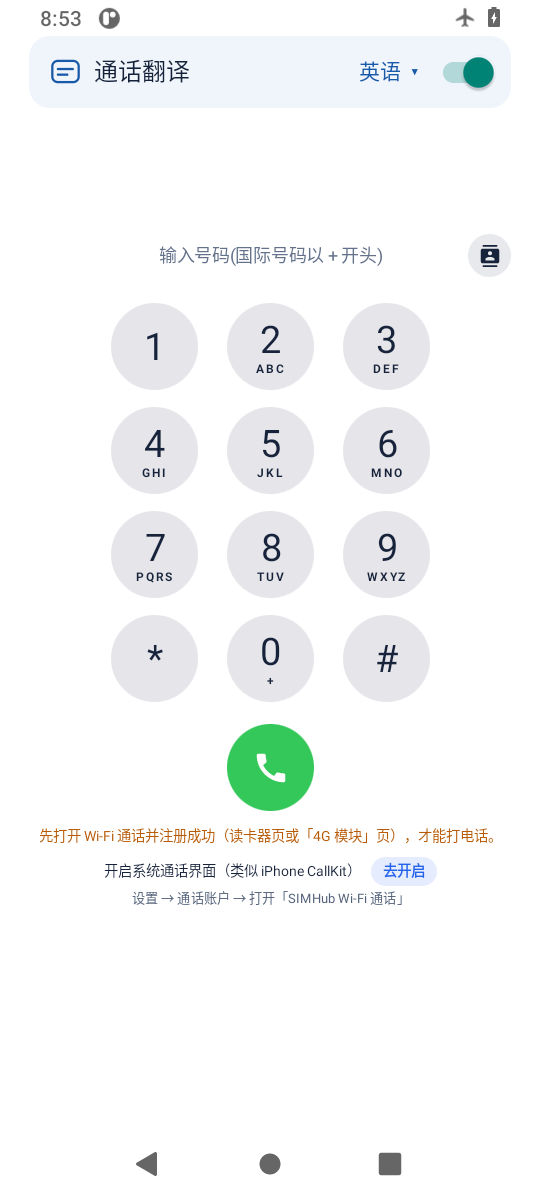 8:53
通话翻译
英语 ▼
输入号码(国际号码以 + 开头)
1
2
ABC
3
DEF
4
GHI
5
JKL
6
MNO
7
PQRS
8
TUV
9
WXYZ
*
0
+
#
先打开 Wi-Fi 通话并注册成功（读卡器页或「4G 模块」页），才能打电话。
开启系统通话界面（类似 iPhone CallKit） 去开启
设置 → 通话账户 → 打开「SIMHub Wi-Fi 通话」